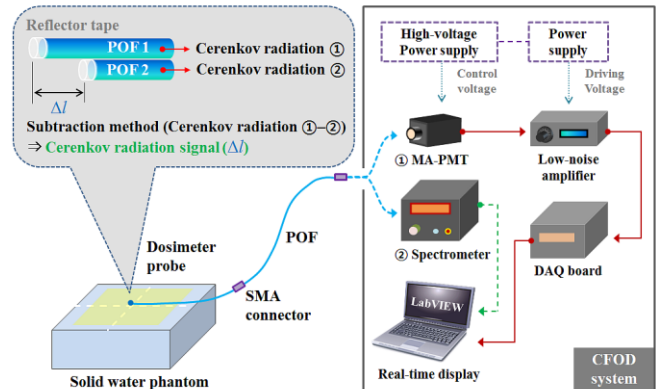 Reflector tape
POF 1
Cerenkov radiation ①
POF 2
Cerenkov radiation ②
Δl
Subtraction method (Cerenkov radiation ①–②)
⇒ Cerenkov radiation signal (Δl)
Dosimeter
probe
POF
SMA
connector
Solid water phantom
High-voltage
Power supply
Power
supply
Control
voltage
Driving
Voltage
① MA-PMT
Low-noise
amplifier
② Spectrometer
DAQ board
LabVIEW
Real-time display
CFOD
system